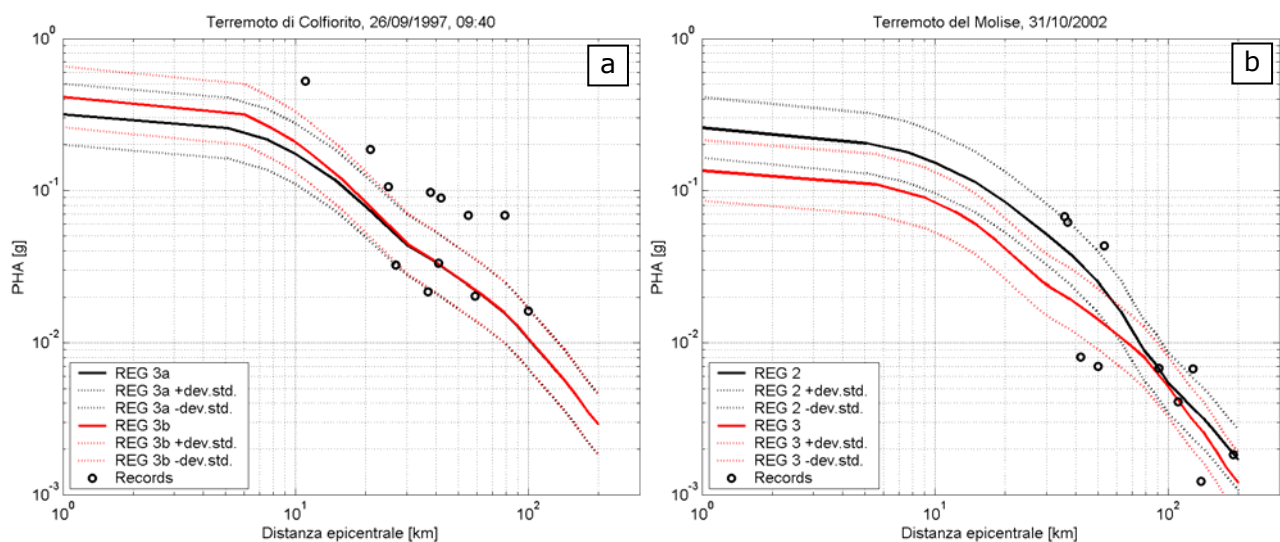 Terremoto di Colfiorito, 26/09/1997, 09:40
a
PHA [g]
10^0
10^-1
10^-2
10^-3
REG 3a
REG 3a +dev.std.
REG 3a -dev.std.
REG 3b
REG 3b +dev.std.
REG 3b -dev.std.
Records
10^0 10^1 10^2
Distanza epicentrale [km]
Terremoto del Molise, 31/10/2002
b
PHA [g]
10^0
10^-1
10^-2
10^-3
REG 2
REG 2 +dev.std.
REG 2 -dev.std.
REG 3
REG 3 +dev.std.
REG 3 -dev.std.
Records
10^0 10^1 10^2
Distanza epicentrale [km]